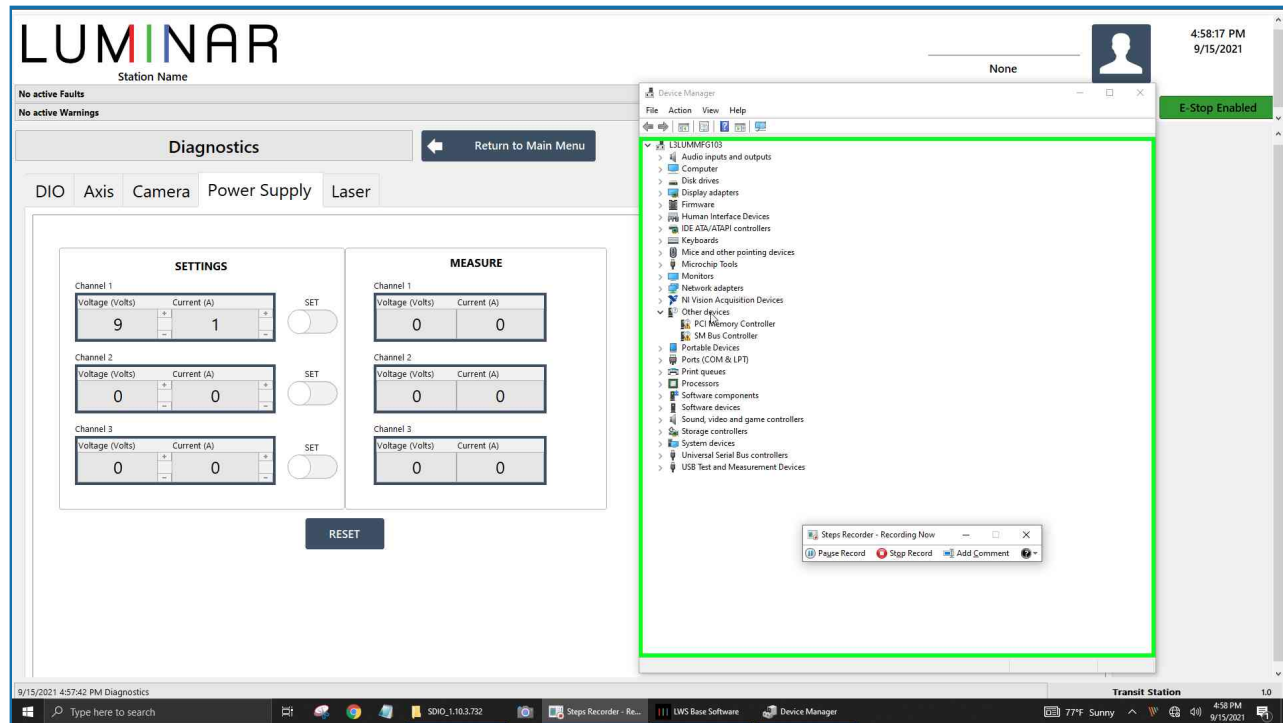 LUMINAR
Station Name
None
4:58:17 PM
9/15/2021
No active Faults
No active Warnings
E-Stop Enabled
Diagnostics
Return to Main Menu
DIO Axis Camera Power Supply Laser
SETTINGS
Channel 1
Voltage (Volts) Current (A) SET
+ +
9 1
- -
Channel 2
Voltage (Volts) Current (A) SET
+ +
0 0
- -
Channel 3
Voltage (Volts) Current (A) SET
+ +
0 0
- -
MEASURE
Channel 1
Voltage (Volts) Current (A)
0 0
Channel 2
Voltage (Volts) Current (A)
0 0
Channel 3
Voltage (Volts) Current (A)
0 0
RESET
Device Manager
File Action View Help
L3LUMMFG103
Audio inputs and outputs
Computer
Disk drives
Display adapters
Firmware
Human Interface Devices
IDE ATA/ATAPI controllers
Keyboards
Mice and other pointing devices
Microchip Tools
Monitors
Network adapters
NI Vision Acquisition Devices
Other devices
PCI Memory Controller
SM Bus Controller
Portable Devices
Ports (COM & LPT)
Print queues
Processors
Software components
Software devices
Sound, video and game controllers
Storage controllers
System devices
Universal Serial Bus controllers
USB Test and Measurement Devices
Steps Recorder - Recording Now
Pause Record Stop Record Add Comment
9/15/2021 4:57:42 PM Diagnostics
Transit Station 1.0
Type here to search
SDIO_1.10.3.732
Steps Recorder - Re...
LWS Base Software
Device Manager
77°F Sunny
4:58 PM
9/15/2021